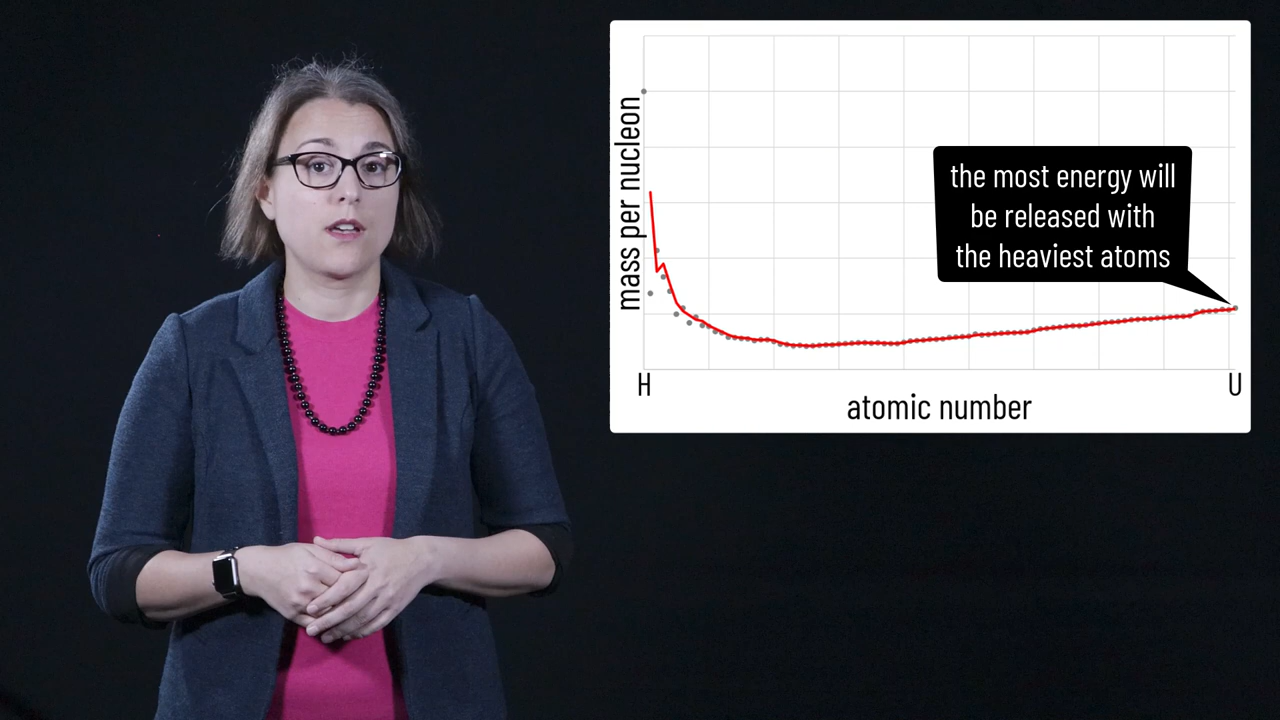 mass per nucleon
the most energy will
be released with
the heaviest atoms
H
U
atomic number